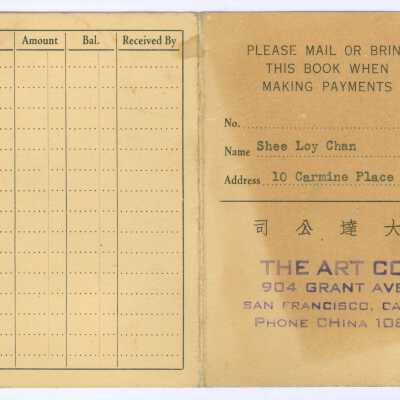 Amount Bal. Received By
PLEASE MAIL OR BRIN
THIS BOOK WHEN
MAKING PAYMENTS
No.
Name Shee Loy Chan
Address 10 Carmine Place
司 公 達 大
THE ART CO
904 GRANT AVE
SAN FRANCISCO, CA
PHONE CHINA 108